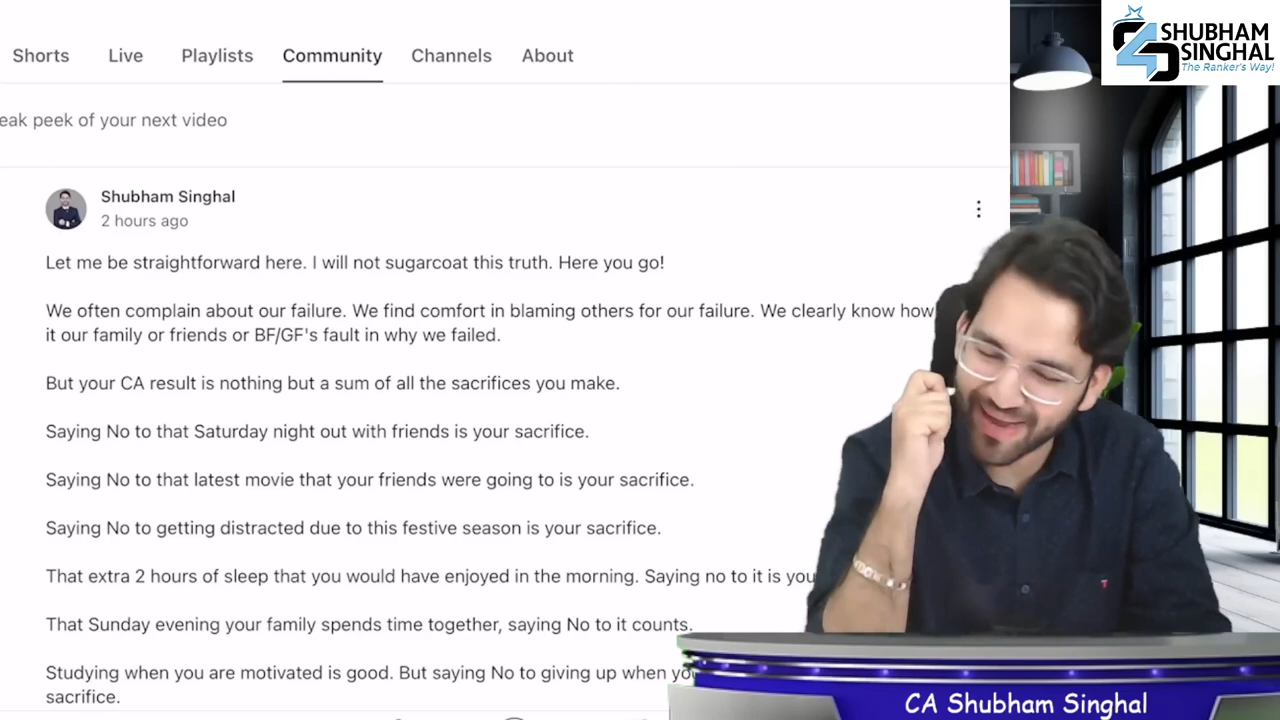 Shorts Live Playlists Community Channels About
SHUBHAM
SINGHAL
The Ranker's Way!
eak peek of your next video
Shubham Singhal
2 hours ago
Let me be straightforward here. I will not sugarcoat this truth. Here you go!
We often complain about our failure. We find comfort in blaming others for our failure. We clearly know how
it our family or friends or BF/GF's fault in why we failed.
But your CA result is nothing but a sum of all the sacrifices you make.
Saying No to that Saturday night out with friends is your sacrifice.
Saying No to that latest movie that your friends were going to is your sacrifice.
Saying No to getting distracted due to this festive season is your sacrifice.
That extra 2 hours of sleep that you would have enjoyed in the morning. Saying no to it is you
That Sunday evening your family spends time together, saying No to it counts.
Studying when you are motivated is good. But saying No to giving up when yo
sacrifice.
CA Shubham Singhal